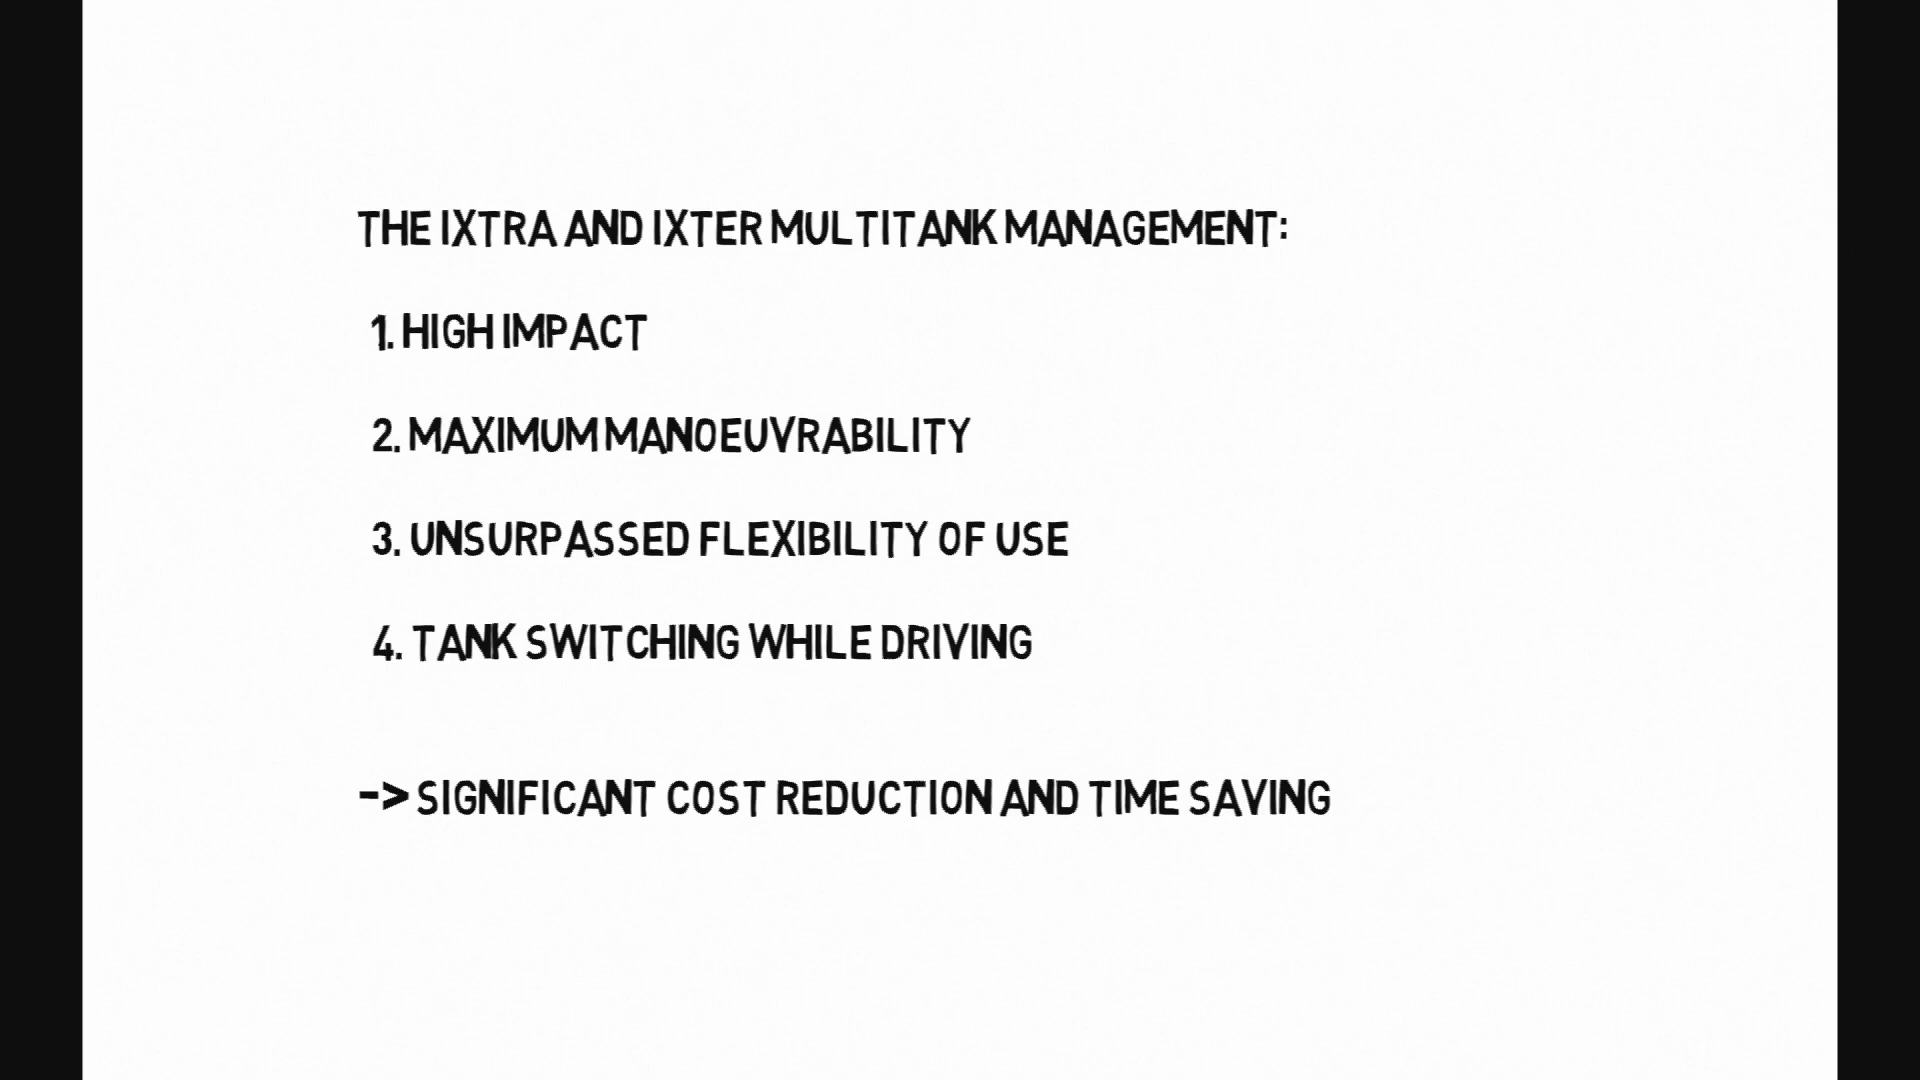 THE IXTRA AND IXTER MULTITANK MANAGEMENT:
1. HIGH IMPACT
2. MAXIMUM MANOEUVRABILITY
3. UNSURPASSED FLEXIBILITY OF USE
4. TANK SWITCHING WHILE DRIVING
-> SIGNIFICANT COST REDUCTION AND TIME SAVING